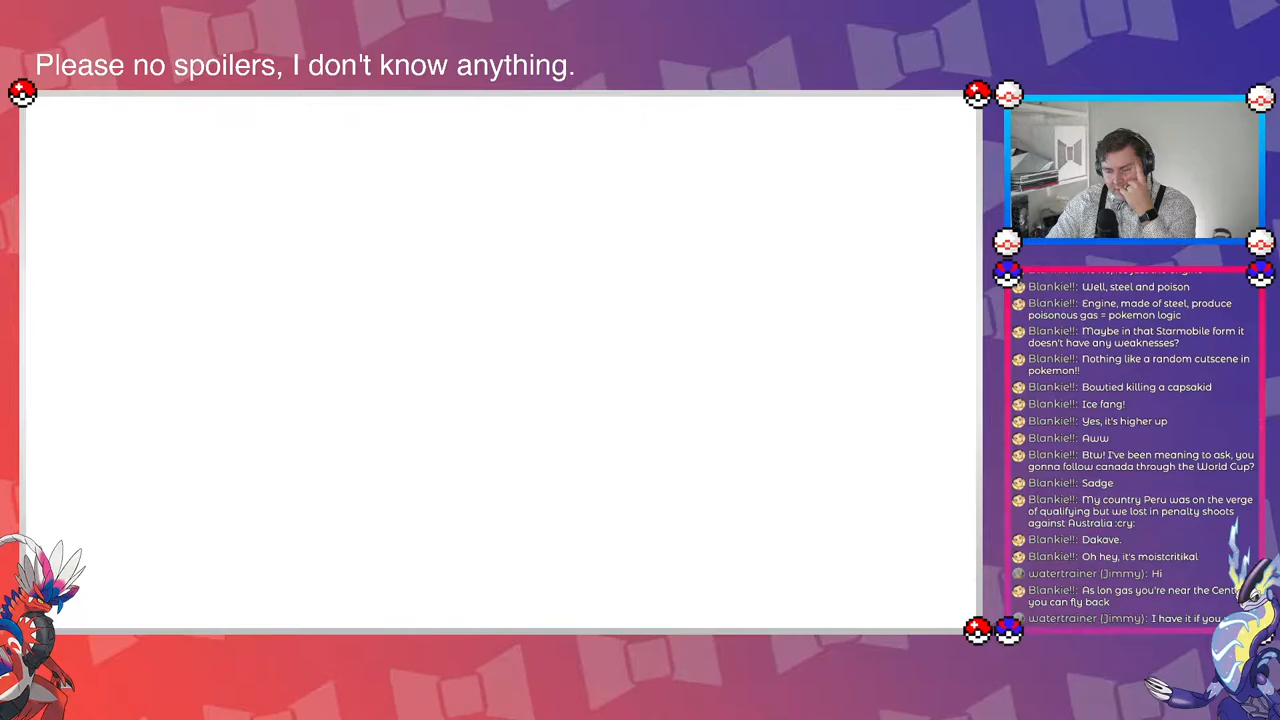 Please no spoilers, I don't know anything.
Blankie!!: Well, steel and poison
Blankie!!: Engine, made of steel, produce
poisonous gas = pokemon logic
Blankie!!: Maybe in that Starmobile form it
doesn't have any weaknesses?
Blankie!!: Nothing like a random cutscene in
pokemon!!
Blankie!!: Bowtied killing a capsakid
Blankie!!: Ice fang!
Blankie!!: Yes, it's higher up
Blankie!!: Aww
Blankie!!: Btw! I've been meaning to ask, you
gonna follow canada through the World Cup?
Blankie!!: Sadge
Blankie!!: My country Peru was on the verge
of qualifying but we lost in penalty shoots
against Australia :cry:
Blankie!!: Dakave.
Blankie!!: Oh hey, it's moistcritikal
watertrainer (Jimmy): Hi
Blankie!!: As lon gas you're near the Cent
you can fly back
watertrainer (Jimmy): I have it if you